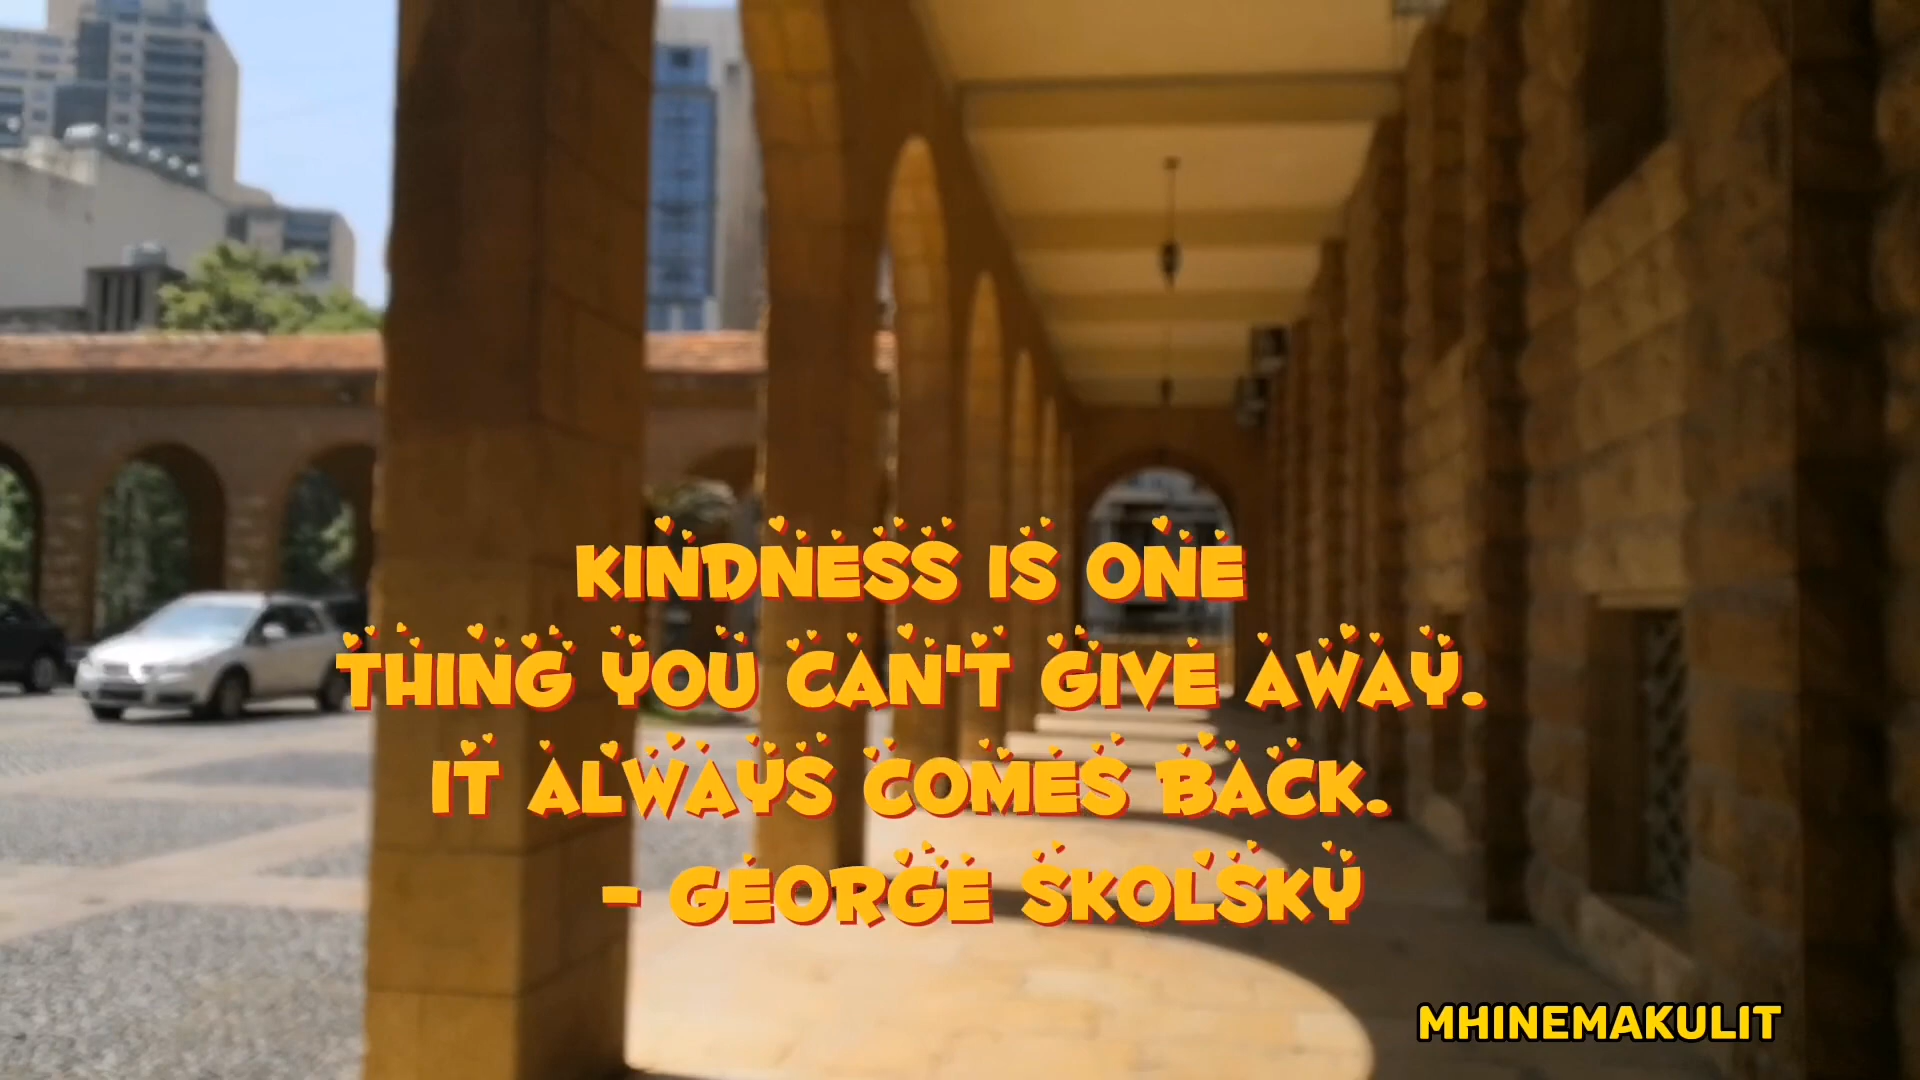 KINDNESS IS ONE
THING YOU CAN'T GIVE AWAY.
IT ALWAYS COMES BACK.
- GEORGE SKOLSKY
MHINEMAKULIT